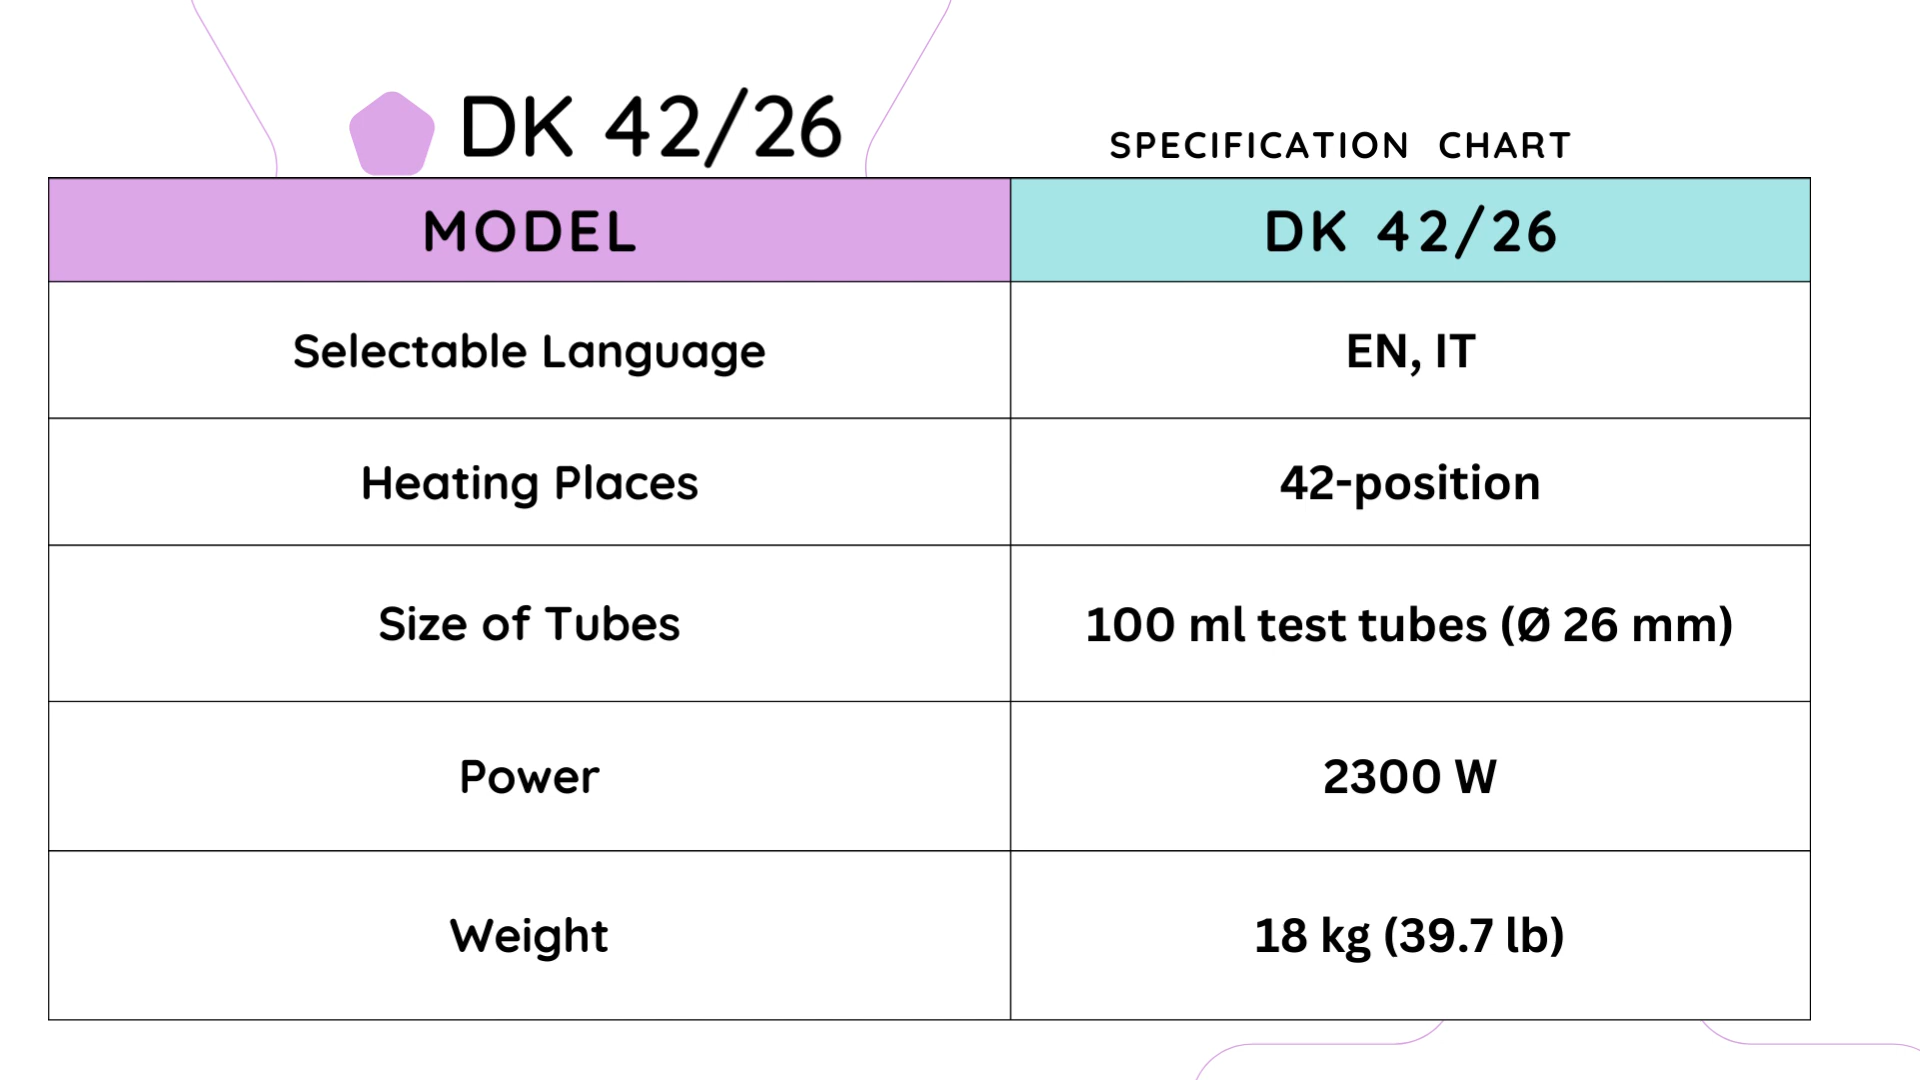 DK 42/26
SPECIFICATION CHART
MODEL
DK 42/26
Selectable Language
EN, IT
Heating Places
42-position
Size of Tubes
100 ml test tubes (Ø 26 mm)
Power
2300 W
Weight
18 kg (39.7 lb)